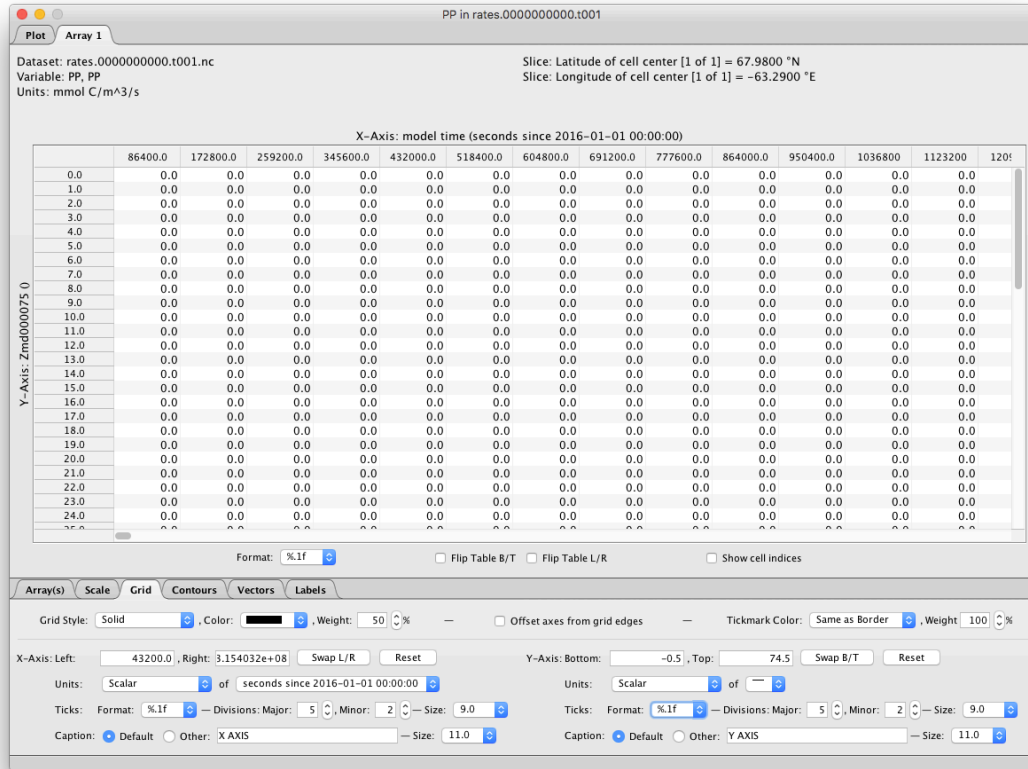 PP in rates.0000000000.t001
Plot Array 1
Dataset: rates.0000000000.t001.nc
Variable: PP, PP
Units: mmol C/m^3/s
Slice: Latitude of cell center [1 of 1] = 67.9800 °N
Slice: Longitude of cell center [1 of 1] = −63.2900 °E
X-Axis: model time (seconds since 2016-01-01 00:00:00)
Y-Axis: Zmd000075 ()
86400.0 172800.0 259200.0 345600.0 432000.0 518400.0 604800.0 691200.0 777600.0 864000.0 950400.0 1036800 1123200
0.0 0.0 0.0 0.0 0.0 0.0 0.0 0.0 0.0 0.0 0.0 0.0 0.0 0.0
1.0 0.0 0.0 0.0 0.0 0.0 0.0 0.0 0.0 0.0 0.0 0.0 0.0 0.0
2.0 0.0 0.0 0.0 0.0 0.0 0.0 0.0 0.0 0.0 0.0 0.0 0.0 0.0
3.0 0.0 0.0 0.0 0.0 0.0 0.0 0.0 0.0 0.0 0.0 0.0 0.0 0.0
4.0 0.0 0.0 0.0 0.0 0.0 0.0 0.0 0.0 0.0 0.0 0.0 0.0 0.0
5.0 0.0 0.0 0.0 0.0 0.0 0.0 0.0 0.0 0.0 0.0 0.0 0.0 0.0
6.0 0.0 0.0 0.0 0.0 0.0 0.0 0.0 0.0 0.0 0.0 0.0 0.0 0.0
7.0 0.0 0.0 0.0 0.0 0.0 0.0 0.0 0.0 0.0 0.0 0.0 0.0 0.0
8.0 0.0 0.0 0.0 0.0 0.0 0.0 0.0 0.0 0.0 0.0 0.0 0.0 0.0
9.0 0.0 0.0 0.0 0.0 0.0 0.0 0.0 0.0 0.0 0.0 0.0 0.0 0.0
10.0 0.0 0.0 0.0 0.0 0.0 0.0 0.0 0.0 0.0 0.0 0.0 0.0 0.0
11.0 0.0 0.0 0.0 0.0 0.0 0.0 0.0 0.0 0.0 0.0 0.0 0.0 0.0
12.0 0.0 0.0 0.0 0.0 0.0 0.0 0.0 0.0 0.0 0.0 0.0 0.0 0.0
13.0 0.0 0.0 0.0 0.0 0.0 0.0 0.0 0.0 0.0 0.0 0.0 0.0 0.0
14.0 0.0 0.0 0.0 0.0 0.0 0.0 0.0 0.0 0.0 0.0 0.0 0.0 0.0
15.0 0.0 0.0 0.0 0.0 0.0 0.0 0.0 0.0 0.0 0.0 0.0 0.0 0.0
16.0 0.0 0.0 0.0 0.0 0.0 0.0 0.0 0.0 0.0 0.0 0.0 0.0 0.0
17.0 0.0 0.0 0.0 0.0 0.0 0.0 0.0 0.0 0.0 0.0 0.0 0.0 0.0
18.0 0.0 0.0 0.0 0.0 0.0 0.0 0.0 0.0 0.0 0.0 0.0 0.0 0.0
19.0 0.0 0.0 0.0 0.0 0.0 0.0 0.0 0.0 0.0 0.0 0.0 0.0 0.0
20.0 0.0 0.0 0.0 0.0 0.0 0.0 0.0 0.0 0.0 0.0 0.0 0.0 0.0
21.0 0.0 0.0 0.0 0.0 0.0 0.0 0.0 0.0 0.0 0.0 0.0 0.0 0.0
22.0 0.0 0.0 0.0 0.0 0.0 0.0 0.0 0.0 0.0 0.0 0.0 0.0 0.0
23.0 0.0 0.0 0.0 0.0 0.0 0.0 0.0 0.0 0.0 0.0 0.0 0.0 0.0
24.0 0.0 0.0 0.0 0.0 0.0 0.0 0.0 0.0 0.0 0.0 0.0 0.0 0.0
Format: %.1f Flip Table B/T Flip Table L/R Show cell indices
Array(s) Scale Grid Contours Vectors Labels
Grid Style: Solid , Color: , Weight: 50 % — Offset axes from grid edges — Tickmark Color: Same as Border , Weight 100 %
X-Axis: Left: 43200.0 , Right: 3.154032e+08 Swap L/R Reset Y-Axis: Bottom: -0.5 , Top: 74.5 Swap B/T Reset
Units: Scalar of seconds since 2016-01-01 00:00:00 Units: Scalar of
Ticks: Format: %.1f — Divisions: Major: 5 , Minor: 2 — Size: 9.0 Ticks: Format: %.1f — Divisions: Major: 5 , Minor: 2 — Size: 9.0
Caption: Default Other: X AXIS — Size: 11.0 Caption: Default Other: Y AXIS — Size: 11.0